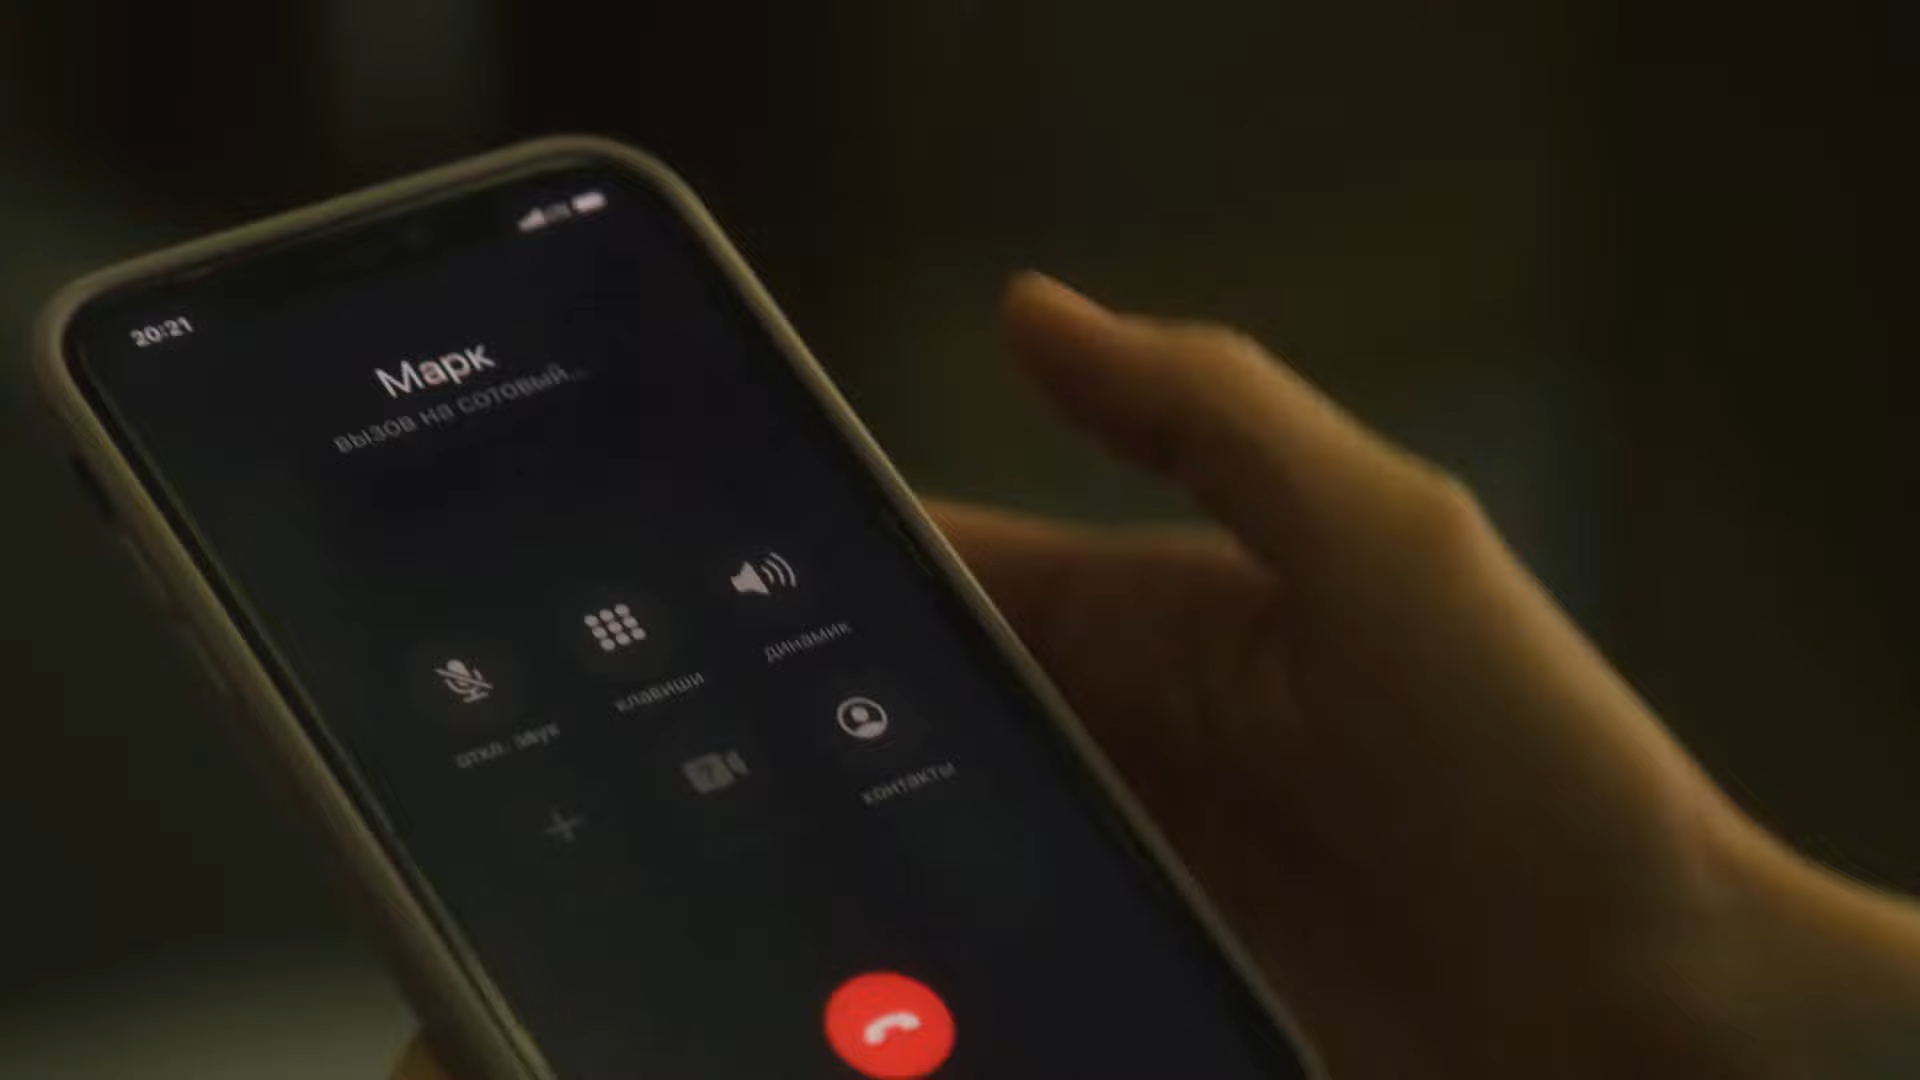 20:21
Марк
вызов на сотовый...
откл. звук
клавиши
динамик
контакты